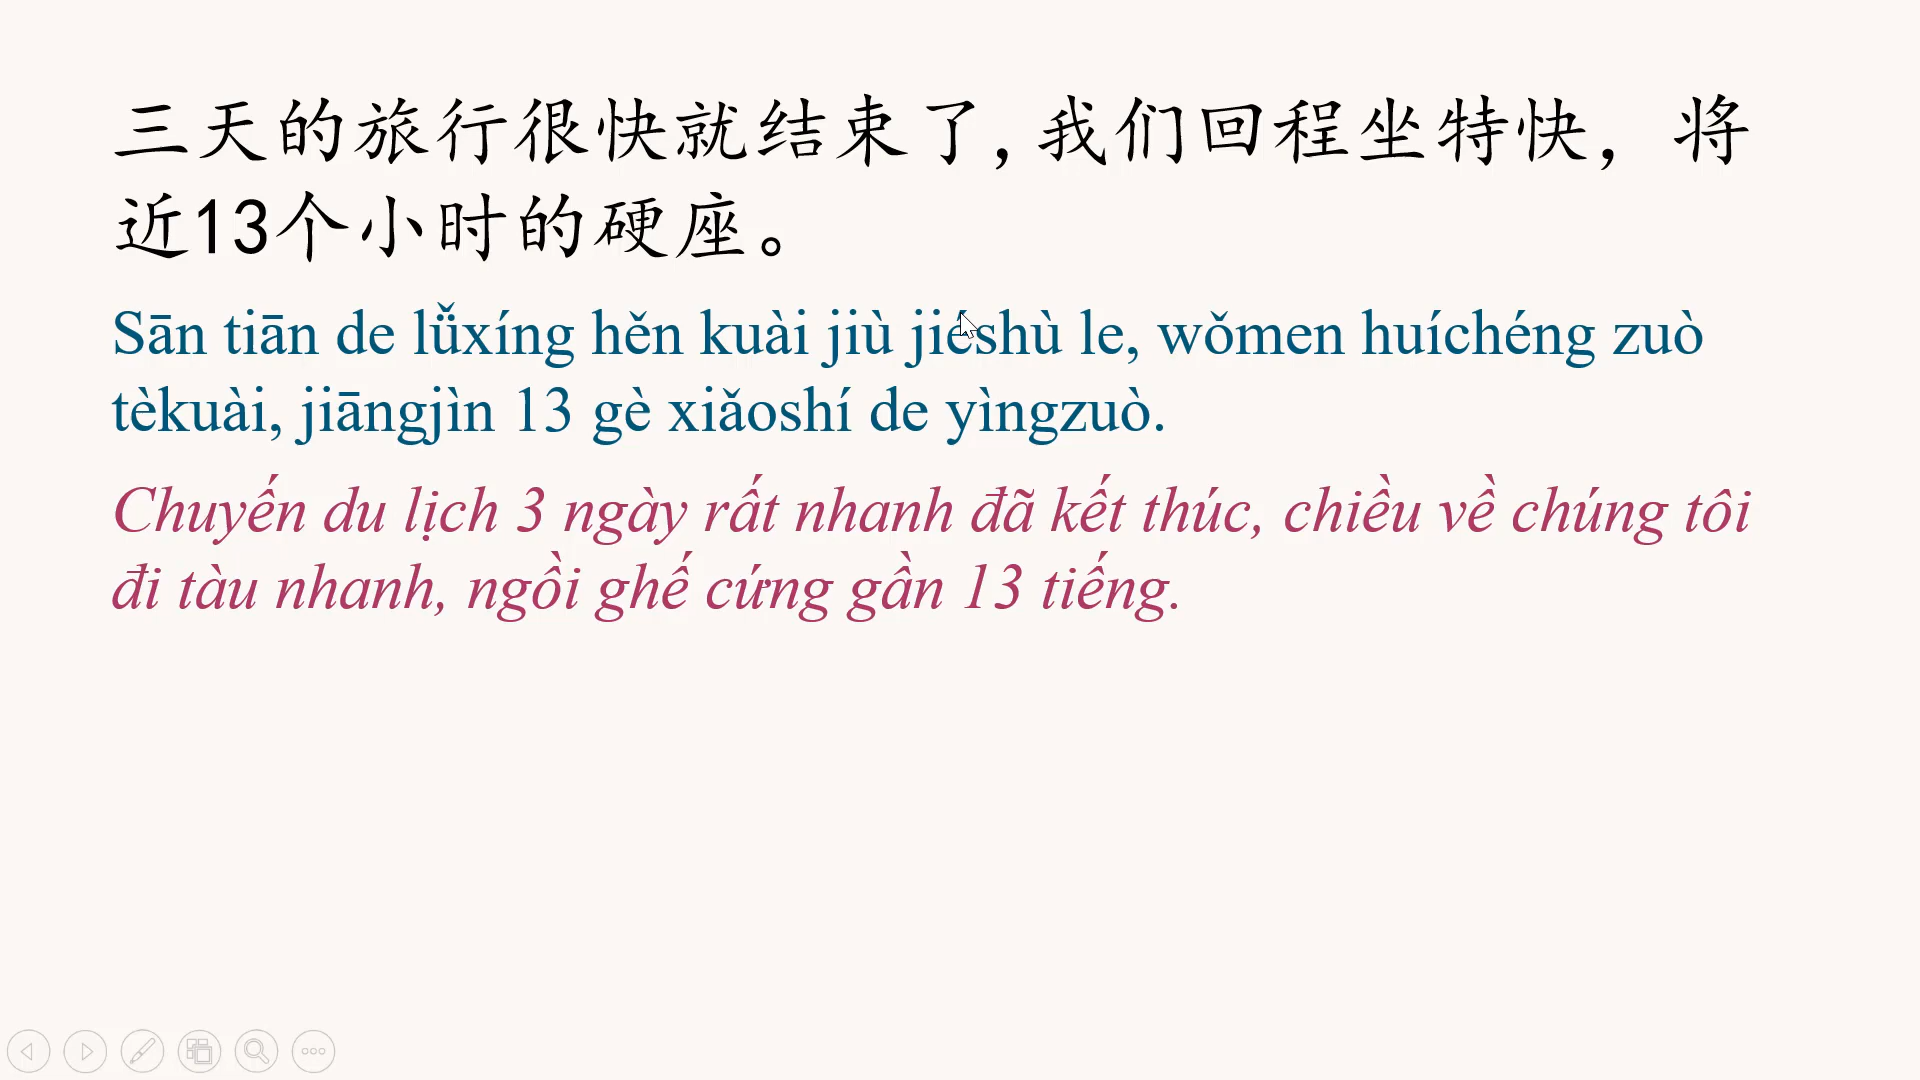 三天的旅行很快就结束了,我们回程坐特快，将
近13个小时的硬座。
Sān tiān de lǚxíng hěn kuài jiù jiéshù le, wǒmen huíchéng zuò
tèkuài, jiāngjìn 13 gè xiǎoshí de yìngzuò.
Chuyến du lịch 3 ngày rất nhanh đã kết thúc, chiều về chúng tôi
đi tàu nhanh, ngồi ghế cứng gần 13 tiếng.